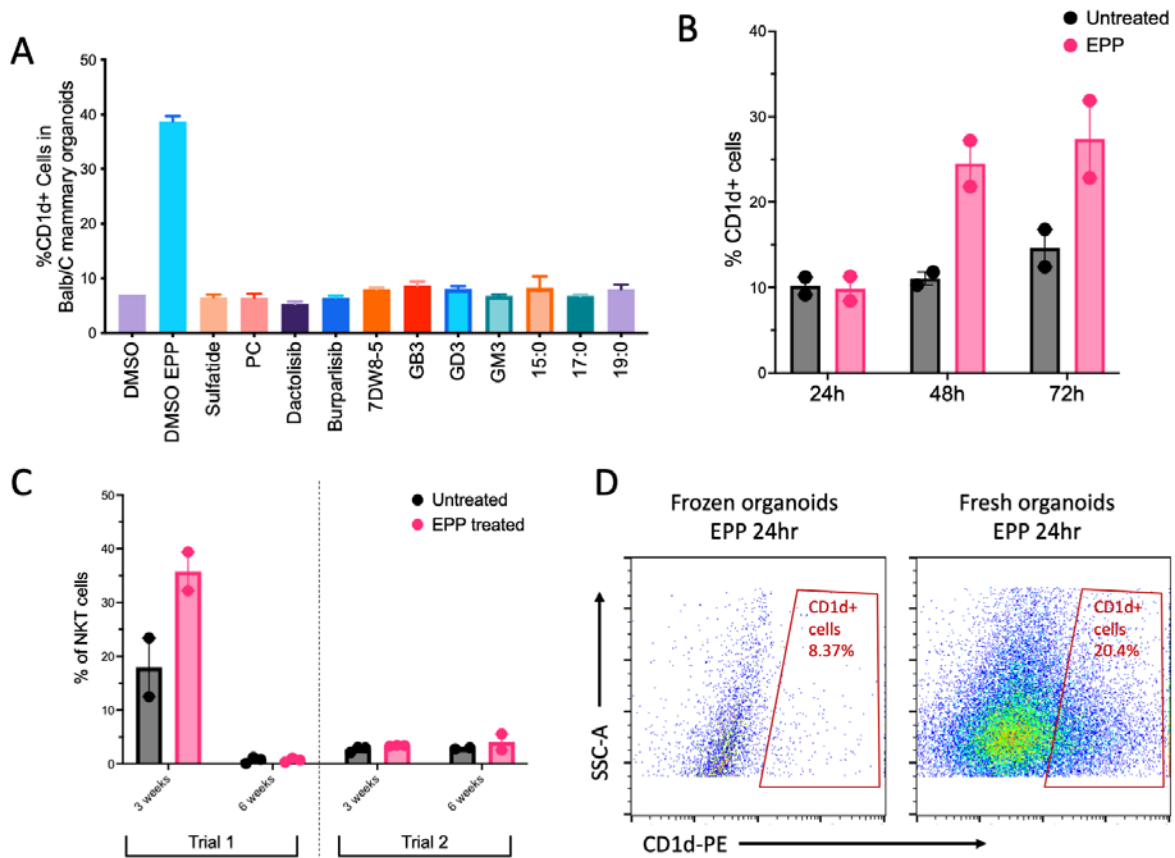 A
%CD1d+ Cells in
Balb/C mammary organoids
50
40
30
20
10
0
DMSO
DMSO EPP
Sulfatide
PC
Dactolisib
Burparlisib
7DW8-5
GB3
GD3
GM3
15:0
17:0
19:0
B
Untreated
EPP
% CD1d+ cells
40
30
20
10
0
24h
48h
72h
C
Untreated
EPP treated
% of NKT cells
50
40
30
20
10
0
3 weeks
6 weeks
3 weeks
6 weeks
Trial 1
Trial 2
D
Frozen organoids
EPP 24hr
Fresh organoids
EPP 24hr
CD1d+
cells
8.37%
CD1d+
cells
20.4%
SSC-A
CD1d-PE